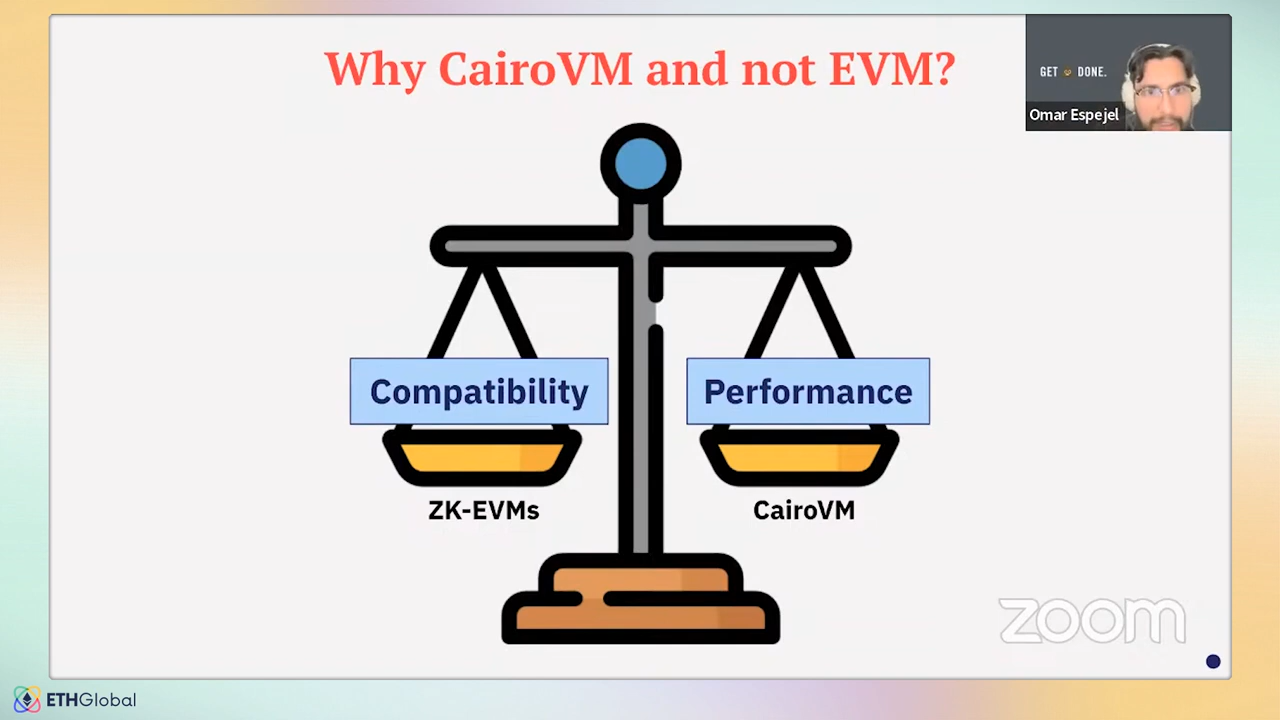 Why CairoVM and not EVM?
GET DONE.
Omar Espejel
Compatibility
Performance
ZK-EVMs
CairoVM
zoom
ETHGlobal